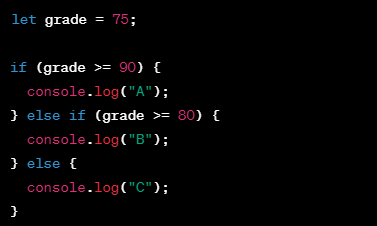 let grade = 75;

if (grade >= 90) {
  console.log("A");
} else if (grade >= 80) {
  console.log("B");
} else {
  console.log("C");
}